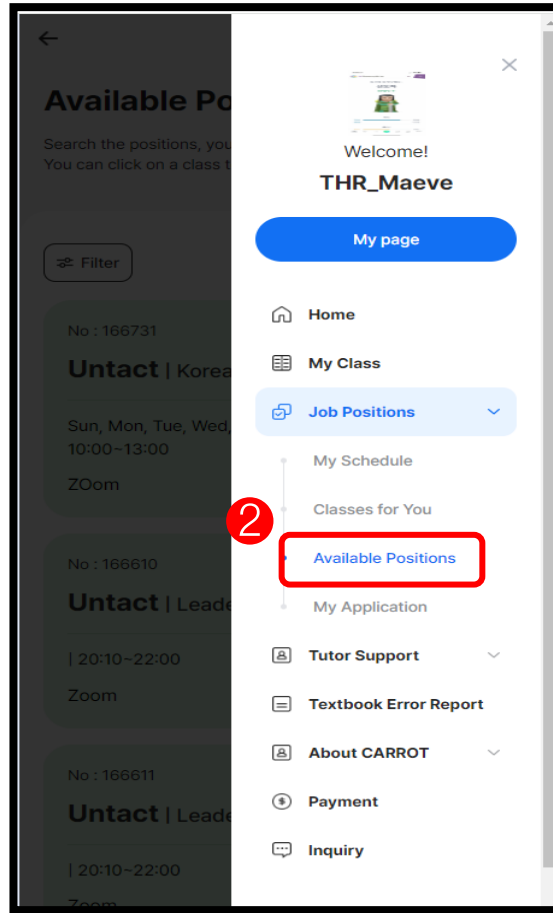 Available Po
Search the positions, you
You can click on a class t
Filter
No : 166731
Untact | Korea
Sun, Mon, Tue, Wed,
10:00~13:00
ZOom
No : 166610
Untact | Leade
| 20:10~22:00
Zoom
No : 166611
Untact | Leade
| 20:10~22:00
Zoom
Welcome!
THR_Maeve
My page
Home
My Class
Job Positions
My Schedule
Classes for You
2
Available Positions
My Application
Tutor Support
Textbook Error Report
About CARROT
Payment
Inquiry